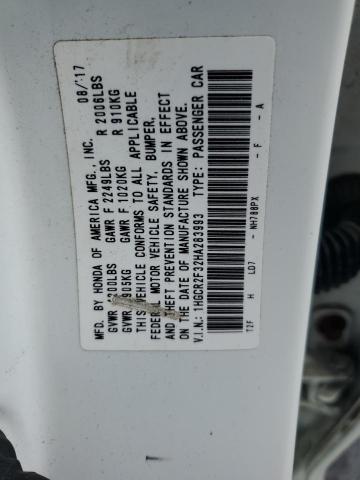 MFD. BY HONDA OF AMERICA MFG., INC. 08/'17
GVWR 4200LBS GAWR F 2249LBS R 2006LBS
GVWR 1905KG GAWR F 1020KG R 910KG
THIS VEHICLE CONFORMS TO ALL APPLICABLE
FEDERAL MOTOR VEHICLE SAFETY, BUMPER,
AND THEFT PREVENTION STANDARDS IN EFFECT
ON THE DATE OF MANUFACTURE SHOWN ABOVE.
V.I.N.: 1HGCR2F32HA283993 TYPE: PASSENGER CAR
T2F H LD7 - NH788PX - F - A